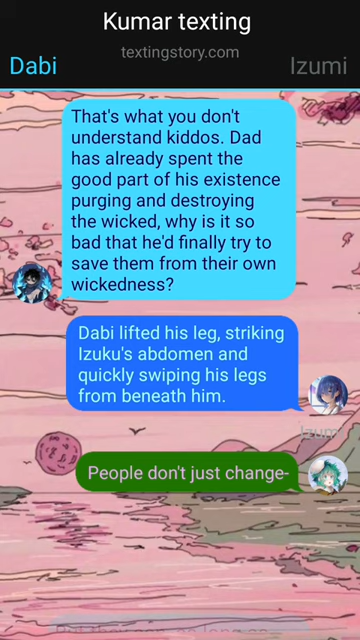 Kumar texting
textingstory.com
Dabi
Izumi
That's what you don't
understand kiddos. Dad
has already spent the
good part of his existence
purging and destroying
the wicked, why is it so
bad that he'd finally try to
save them from their own
wickedness?
Dabi lifted his leg, striking
Izuku's abdomen and
quickly swiping his legs
from beneath him.
Izumi
People don't just change-